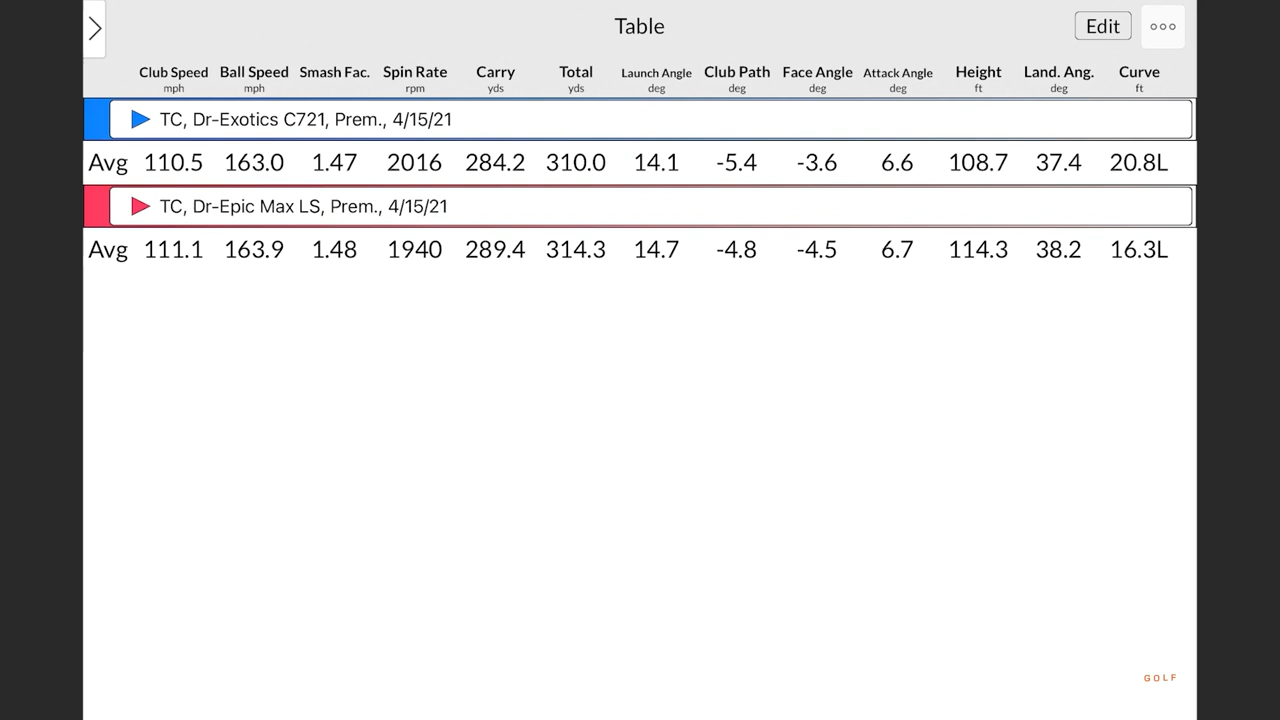 Table
Edit
Club Speed Ball Speed Smash Fac. Spin Rate Carry Total Launch Angle Club Path Face Angle Attack Angle Height Land. Ang. Curve
mph mph rpm yds yds deg deg deg deg ft deg ft
TC, Dr-Exotics C721, Prem., 4/15/21
Avg 110.5 163.0 1.47 2016 284.2 310.0 14.1 -5.4 -3.6 6.6 108.7 37.4 20.8L
TC, Dr-Epic Max LS, Prem., 4/15/21
Avg 111.1 163.9 1.48 1940 289.4 314.3 14.7 -4.8 -4.5 6.7 114.3 38.2 16.3L
GOLF